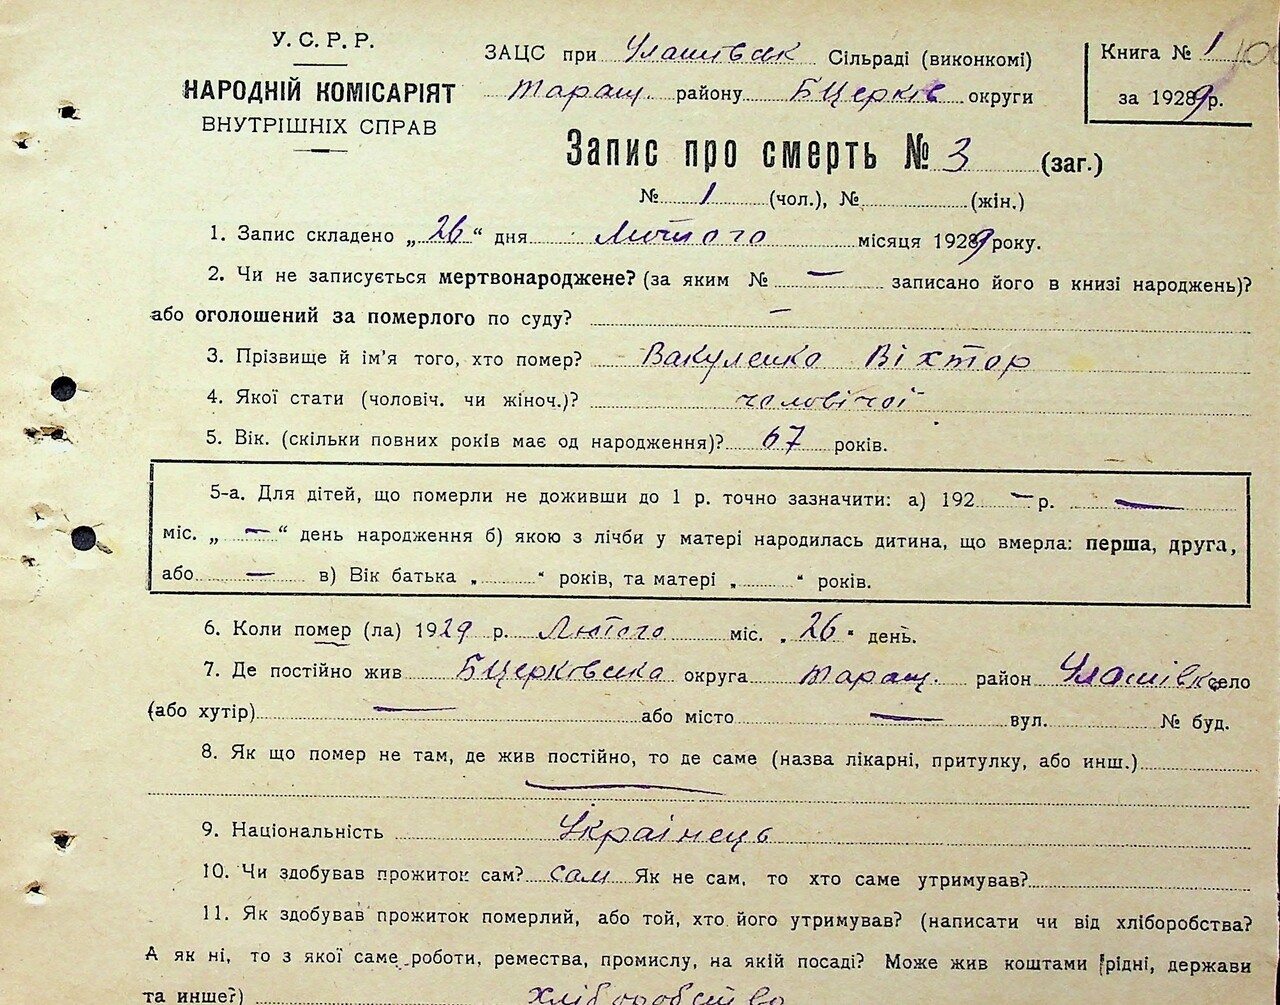 У. С. Р. Р.
НАРОДНІЙ КОМІСАРІЯТ
ВНУТРІШНІХ СПРАВ
ЗАЦС при Улашівськ Сільраді (виконкомі)
Таращ. району БЦерків округи
Книга № 1
за 1929 р.
Запис про смерть № 3 (заг.)
№ 1 (чол.), № (жін.)
1. Запис складено „26“ дня Лютого місяця 1929 року.
2. Чи не записується мертвонароджене? (за яким № — записано його в книзі народжень)?
або оголошений за померлого по суду? —
3. Прізвище й ім’я того, хто помер? Вакуленко Віхтор
4. Якої стати (чоловіч. чи жіноч.)? чоловічої
5. Вік. (скільки повних років має од народження)? 67 років.
5-а. Для дітей, що померли не доживши до 1 р. точно зазначити: а) 192 — р. —
міс. „ — “ день народження б) якою з лічби у матері народилась дитина, що вмерла: перша, друга,
або — в) Вік батька „ “ років, та матері „ “ років.
6. Коли помер (ла) 1929 р. Лютого міс. „26“ день.
7. Де постійно жив БЦерківська округа Таращ. район Улашівка село
(або хутір) — або місто — вул. № буд.
8. Як що помер не там, де жив постійно, то де саме (назва лікарні, притулку, або инш.)
—
9. Національність Українець
10. Чи здобував прожиток сам? сам Як не сам, то хто саме утримував?
11. Як здобував прожиток померлий, або той, хто його утримував? (написати чи від хліборобства?
А як ні, то з якої саме роботи, ремества, промислу, на якій посаді? Може жив коштами рідні, держави
та инше?) хліборобство